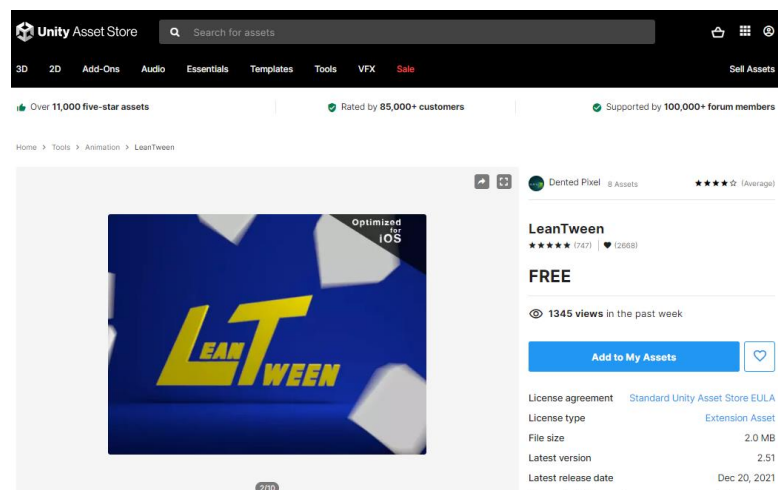 Unity Asset Store
Search for assets
3D 2D Add-Ons Audio Essentials Templates Tools VFX Sale Sell Assets
Over 11,000 five-star assets Rated by 85,000+ customers Supported by 100,000+ forum members
Home > Tools > Animation > LeanTween
Dented Pixel 8 Assets (Average)
Optimized
for
iOS
LEAN TWEEN
LeanTween
(747) (2668)
FREE
1345 views in the past week
Add to My Assets
License agreement Standard Unity Asset Store EULA
License type Extension Asset
File size 2.0 MB
Latest version 2.51
Latest release date Dec 20, 2021
2/10